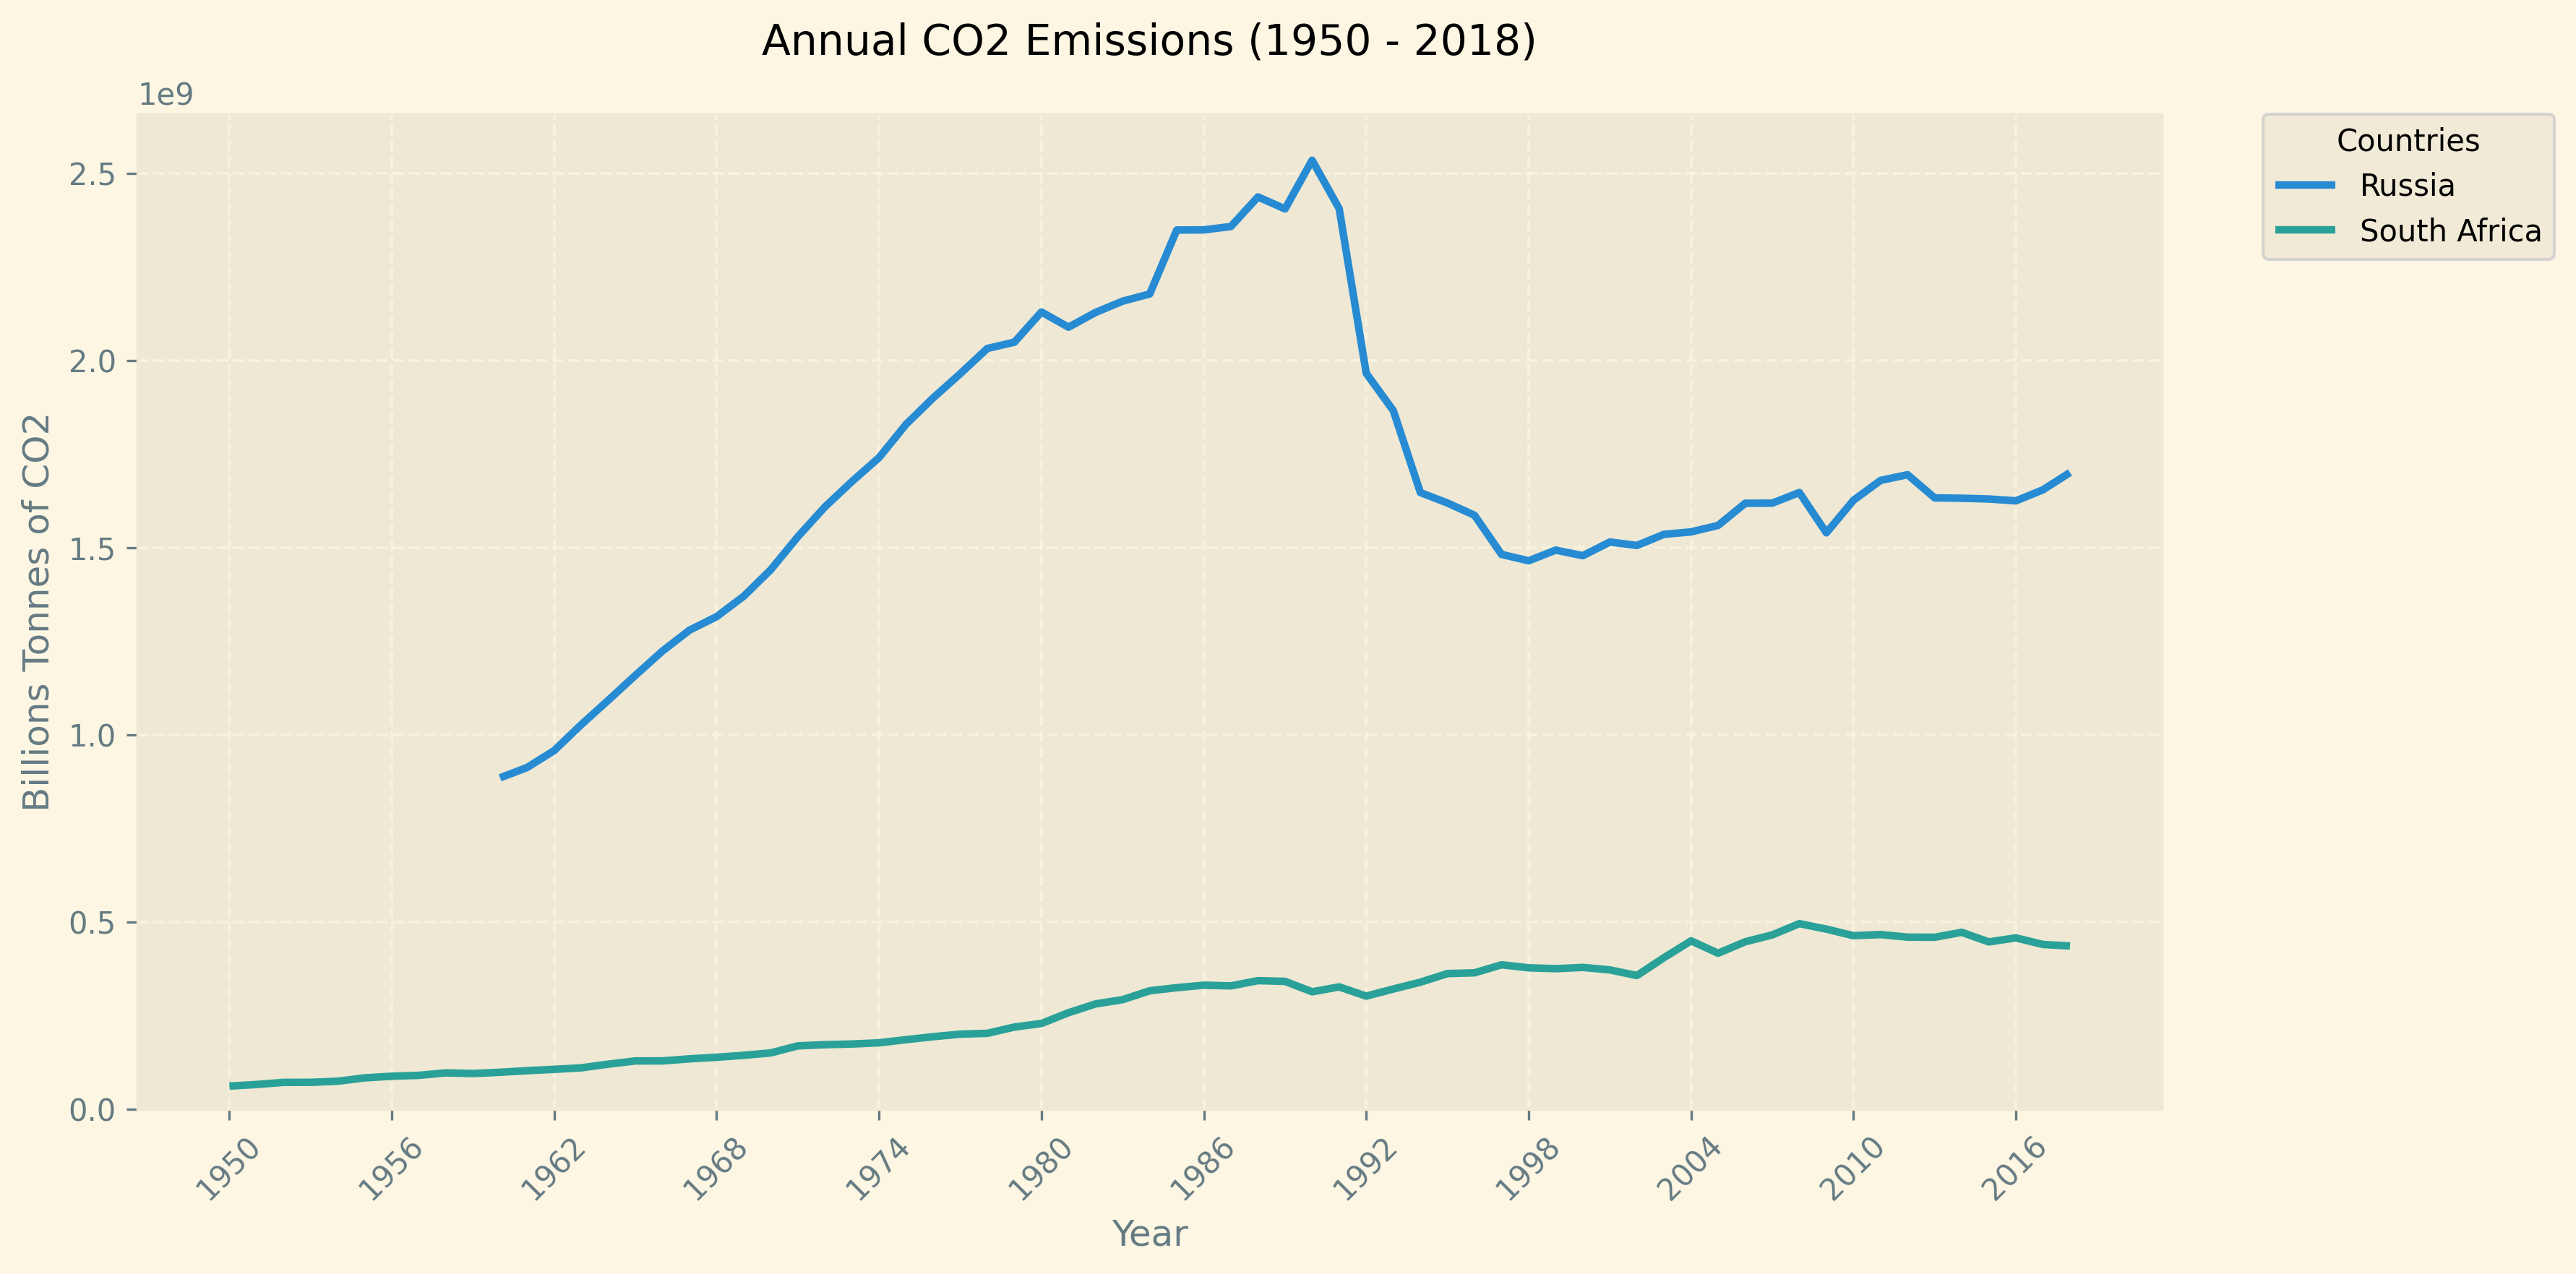 Annual CO2 Emissions (1950 - 2018)
1e9
2.5
2.0
1.5
1.0
0.5
0.0
Billions Tonnes of CO2
1950
1956
1962
1968
1974
1980
1986
1992
1998
2004
2010
2016
Year
Countries
Russia
South Africa